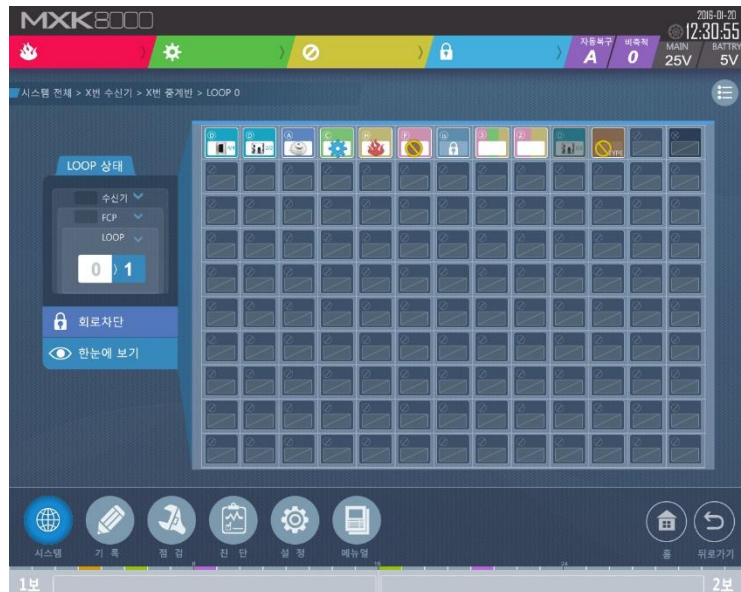 MXK8000
2016-01-20
12:30:55
자동복구
A
비축적
0
MAIN
25V
BATTRY
5V
시스템 전체 > X번 수신기 > X번 중계반 > LOOP 0
LOOP 상태
수신기
FCP
LOOP
0 1
회로차단
한눈에 보기
TYPE
시스템
기 록
점 검
진 단
설 정
메뉴얼
홈
뒤로가기
8
16
24
1보
2보